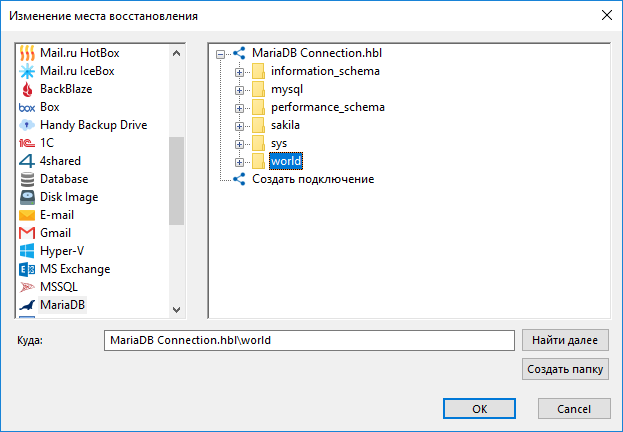 Изменение места восстановления
Mail.ru HotBox
Mail.ru IceBox
BackBlaze
box Box
Handy Backup Drive
1C
4shared
Database
Disk Image
E-mail
Gmail
Hyper-V
MS Exchange
MSSQL
MariaDB
MariaDB Connection.hbl
information_schema
mysql
performance_schema
sakila
sys
world
Создать подключение
Куда:
MariaDB Connection.hbl\world
Найти далее
Создать папку
OK
Cancel